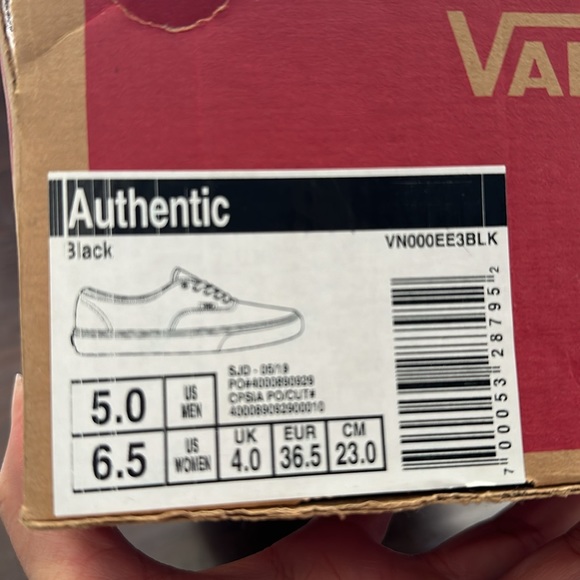 VA
Authentic
Black
VN000EE3BLK
SJD - 05/19
PO#4000890929
CPSIA PO/CUT#
400089092900010
5.0 US MEN
6.5 US WOMEN
UK 4.0
EUR 36.5
CM 23.0
7 00053 28795 2